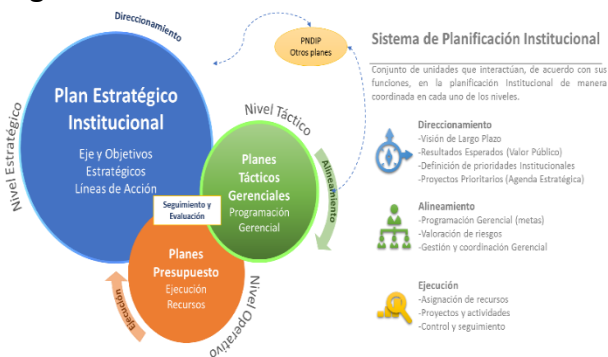 Direccionamiento
PNDIP
Otros planes
Nivel Estratégico
Plan Estratégico
Institucional
Eje y Objetivos
Estratégicos
Líneas de Acción
Nivel Táctico
Planes
Tácticos
Gerenciales
Programación
Gerencial
Alineamiento
Seguimiento y
Evaluación
Planes
Presupuesto
Ejecución
Recursos
Ejecución
Nivel Operativo
Sistema de Planificación Institucional
Conjunto de unidades que interactúan, de acuerdo con sus
funciones, en la planificación Institucional de manera
coordinada en cada uno de los niveles.
Direccionamiento
-Visión de Largo Plazo
-Resultados Esperados (Valor Público)
-Definición de prioridades Institucionales
-Proyectos Prioritarios (Agenda Estratégica)
Alineamiento
-Programación Gerencial (metas)
-Valoración de riesgos
-Gestión y coordinación Gerencial
Ejecución
-Asignación de recursos
-Proyectos y actividades
-Control y seguimiento